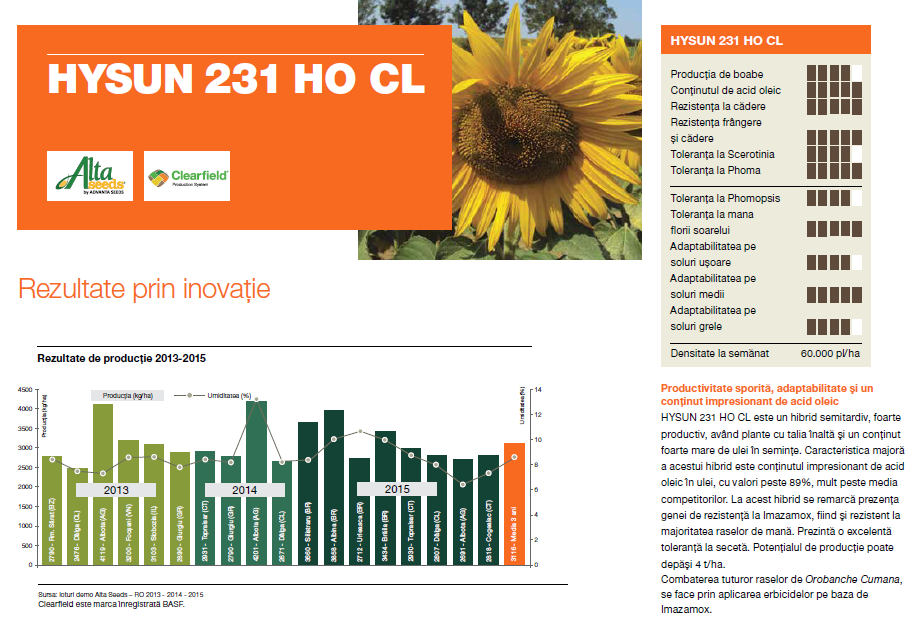 HYSUN 231 HO CL
Alta
seeds
by ADVANTA SEEDS
Clearfield®
Production System
Rezultate prin inovație
Rezultate de producție 2013-2015
Producția (kg/ha)
Umiditatea (%)
Producția (kg/ha)
Umiditatea (%)
4500
4000
3500
3000
2500
2000
1500
1000
500
0
14
12
10
8
6
4
2
0
2013
2014
2015
2790 - Rm. Sărat (BZ)
2476 - Dâlga (CL)
4119 - Albota (AG)
3200 - Focșani (VN)
3103 - Slobozia (IL)
2890 - Giurgiu (GR)
2931 - Topraisar (CT)
2790 - Giurgiu (GR)
4201 - Albota (AG)
2671 - Dâlga (CL)
3660 - Silistraru (BR)
3958 - Albina (BR)
2712 - Urleasca (BR)
3434 - Brăila (BR)
2930 - Topraisar (CT)
2807 - Dâlga (CL)
2691 - Albota (AG)
2818 - Cogealac (CT)
3116 - Media 3 ani
Sursa: loturi demo Alta Seeds – RO 2013 - 2014 - 2015
Clearfield este marca înregistrată BASF.
HYSUN 231 HO CL
Producția de boabe
Conținutul de acid oleic
Rezistența la cădere
Rezistența frângere
și cădere
Toleranța la Scerotinia
Toleranța la Phoma
Toleranța la Phomopsis
Toleranța la mana
florii soarelui
Adaptabilitatea pe
soluri ușoare
Adaptabilitatea pe
soluri medii
Adaptabilitatea pe
soluri grele
Densitate la semănat 60.000 pl/ha
Productivitate sporită, adaptabilitate și un
conținut impresionant de acid oleic
HYSUN 231 HO CL este un hibrid semitardiv, foarte
productiv, având plante cu talia înaltă și un conținut
foarte mare de ulei în semințe. Caracteristica majoră
a acestui hibrid este conținutul impresionant de acid
oleic în ulei, cu valori peste 89%, mult peste media
competitorilor. La acest hibrid se remarcă prezența
genei de rezistență la Imazamox, fiind și rezistent la
majoritatea raselor de mană. Prezintă o excelentă
toleranță la secetă. Potențialul de producție poate
depăși 4 t/ha.
Combaterea tuturor raselor de Orobanche Cumana,
se face prin aplicarea erbicidelor pe baza de
Imazamox.